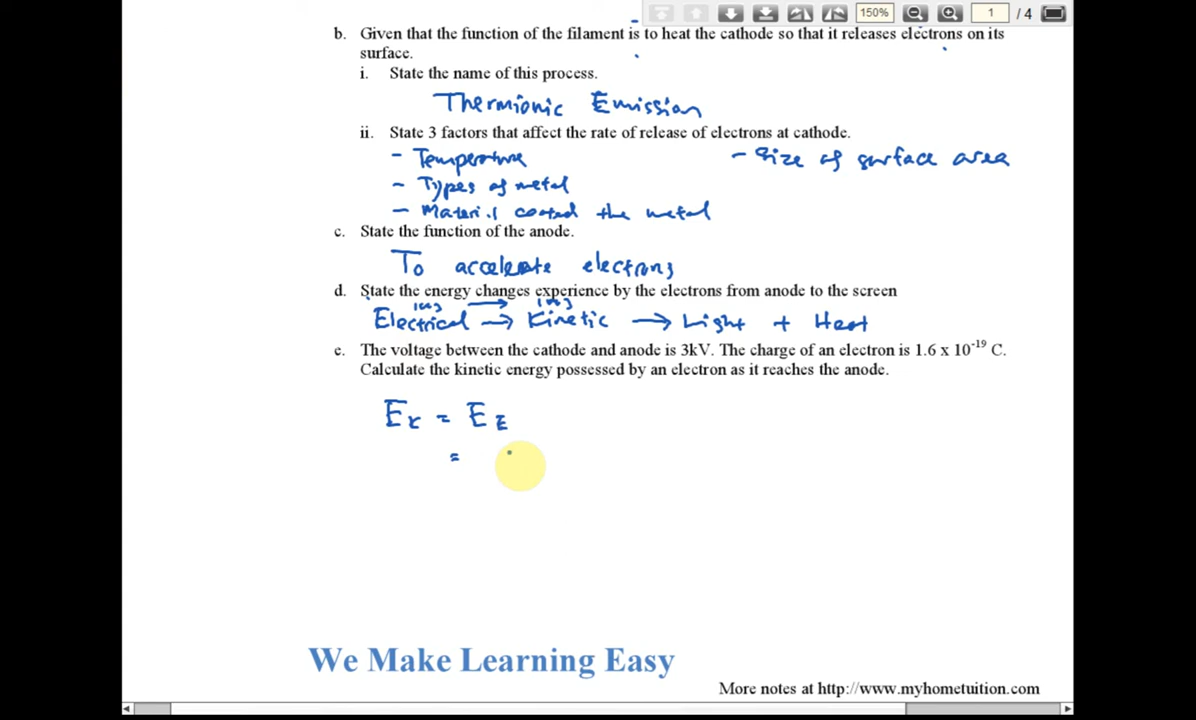 150% 1 / 4
b. Given that the function of the filament is to heat the cathode so that it releases electrons on its
surface.
i. State the name of this process.
Thermionic Emission
ii. State 3 factors that affect the rate of release of electrons at cathode.
- Temperature - Size of surface area
- Types of metal
- Material coated the metal
c. State the function of the anode.
To accelerate electrons
d. State the energy changes experience by the electrons from anode to the screen
Electrical → Kinetic → Light + Heat
e. The voltage between the cathode and anode is 3kV. The charge of an electron is 1.6 x 10⁻¹⁹ C.
Calculate the kinetic energy possessed by an electron as it reaches the anode.
Eₖ = E_E
=
We Make Learning Easy
More notes at http://www.myhometuition.com